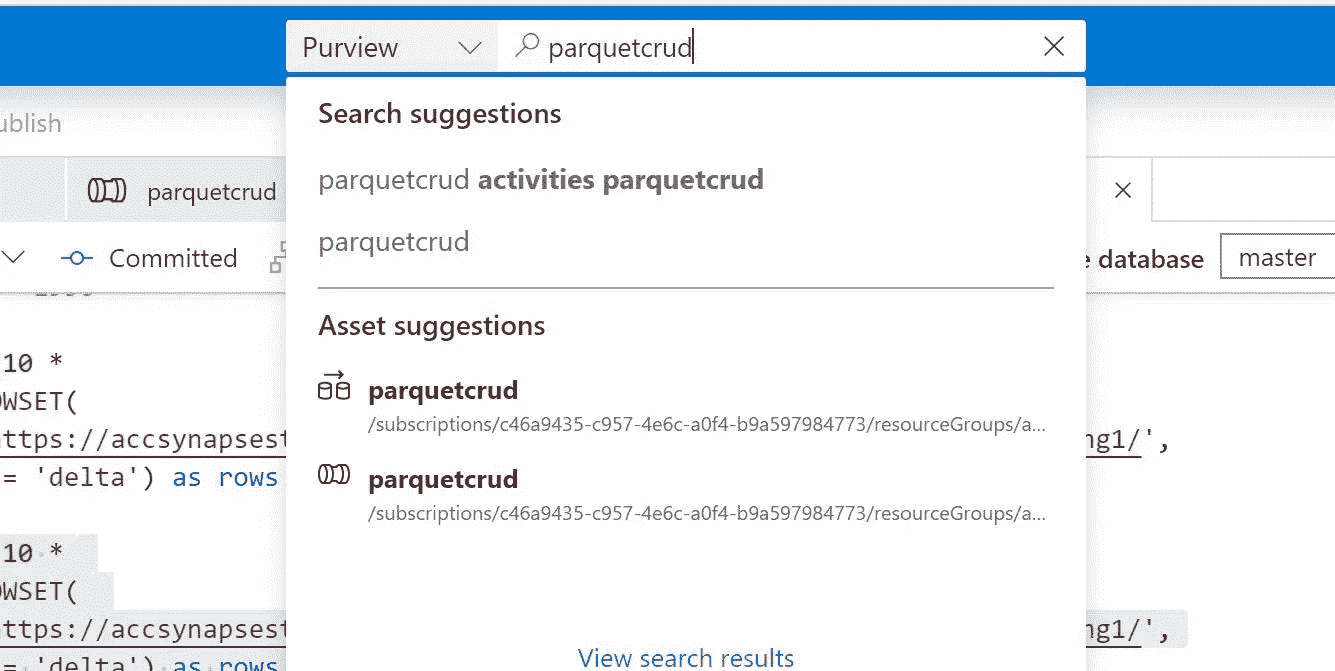 Purview parquetcrud
Search suggestions
ublish
parquetcrud activities parquetcrud
parquetcrud
parquetcrud
Committed
e database master
Asset suggestions
10 *
parquetcrud
OWSET(
/subscriptions/c46a9435-c957-4e6c-a0f4-b9a597984773/resourceGroups/a...
ttps://accsynapsest
ng1/',
= 'delta') as rows
parquetcrud
/subscriptions/c46a9435-c957-4e6c-a0f4-b9a597984773/resourceGroups/a...
10 *
OWSET(
ttps://accsynapsest
ng1/',
= 'delta') as rows
View search results